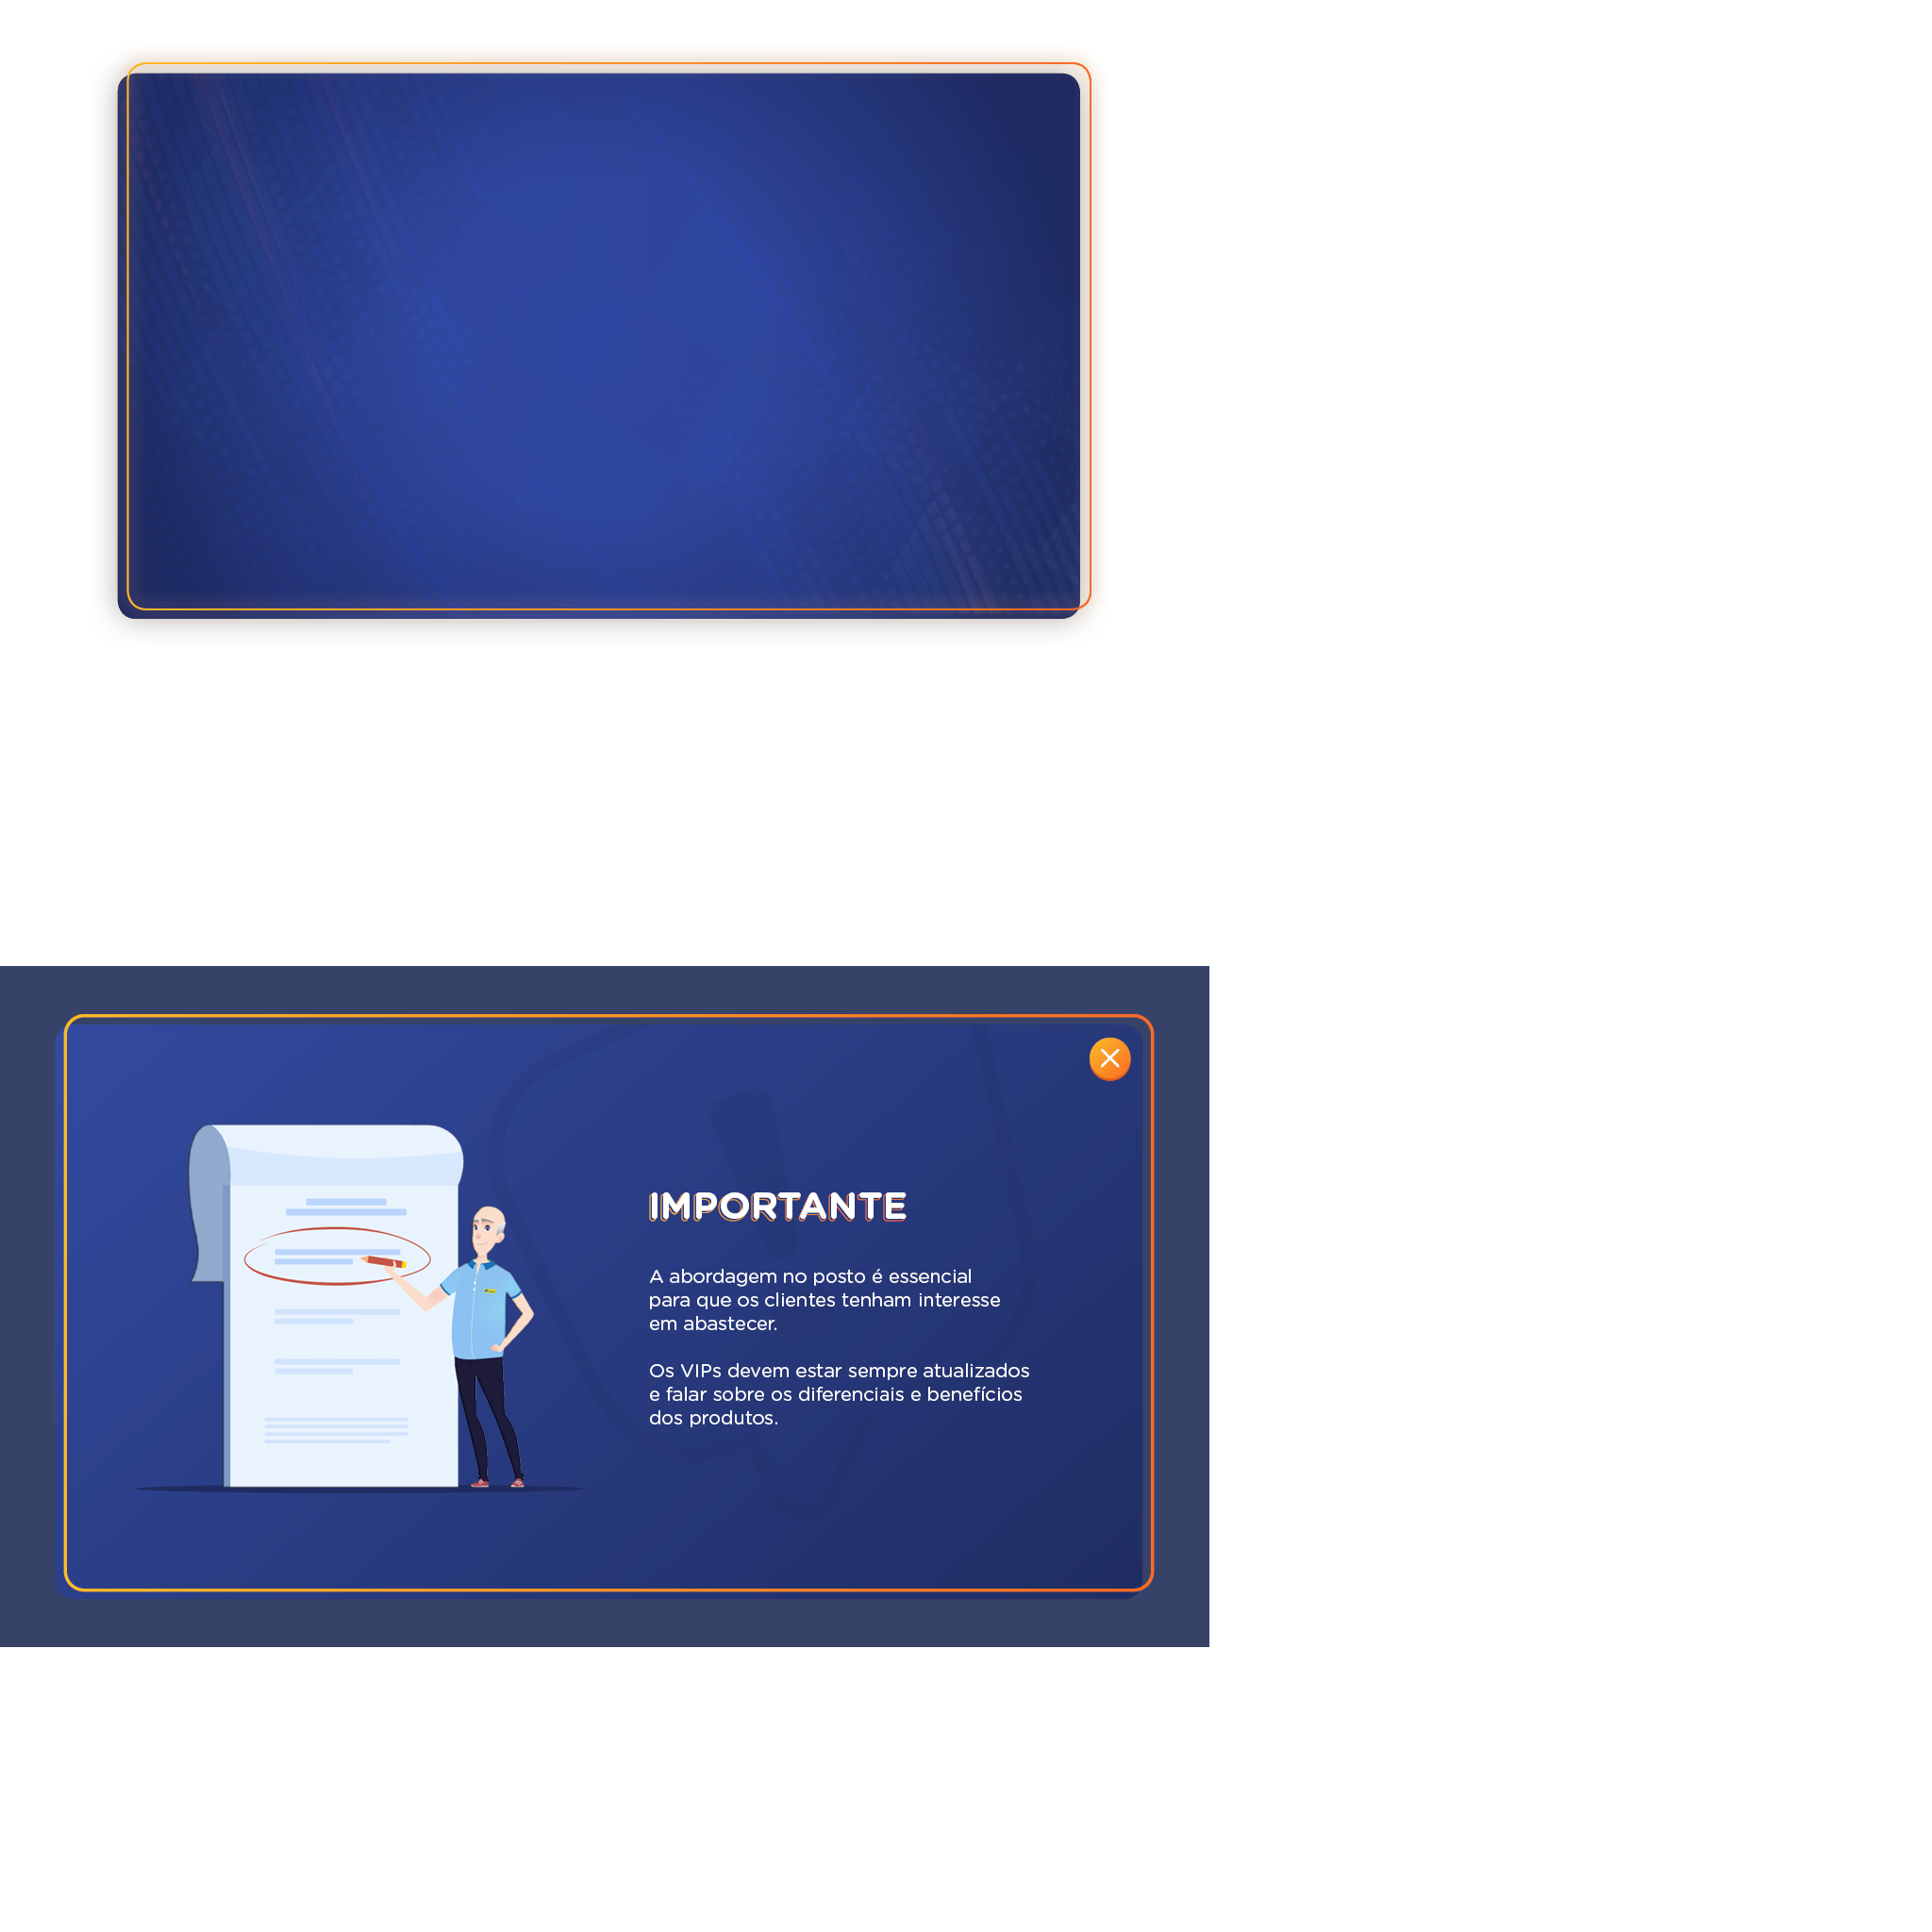 IMPORTANTE
A abordagem no posto é essencial
para que os clientes tenham interesse
em abastecer.
Os VIPs devem estar sempre atualizados
e falar sobre os diferenciais e benefícios
dos produtos.